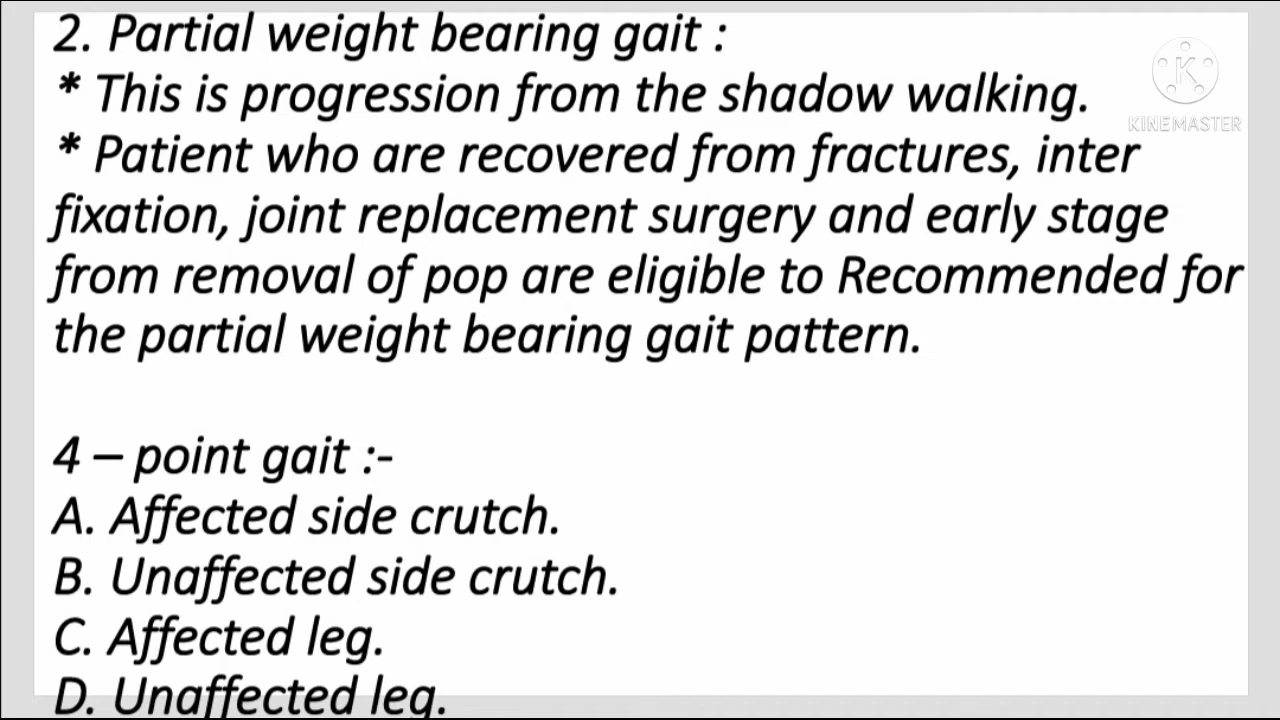 2. Partial weight bearing gait :
* This is progression from the shadow walking.
K
KINEMASTER
* Patient who are recovered from fractures, inter
fixation, joint replacement surgery and early stage
from removal of pop are eligible to Recommended for
the partial weight bearing gait pattern.
4 – point gait :-
A. Affected side crutch.
B. Unaffected side crutch.
C. Affected leg.
D. Unaffected leg.